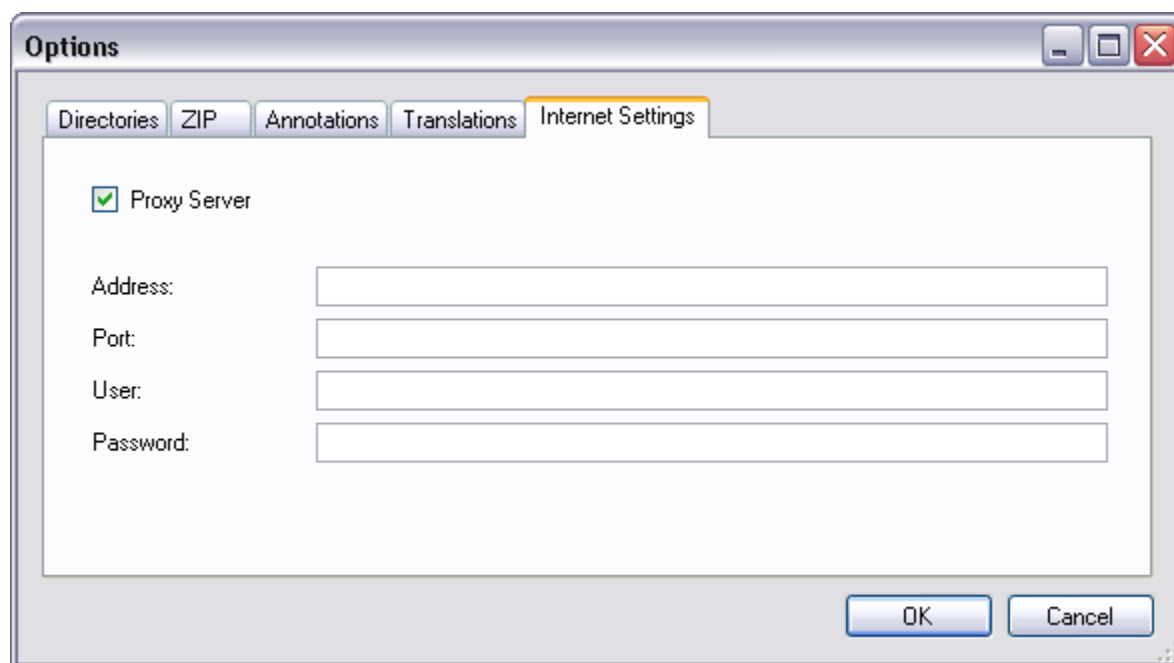 Options
Directories ZIP Annotations Translations Internet Settings
Proxy Server
Address:
Port:
User:
Password:
OK Cancel